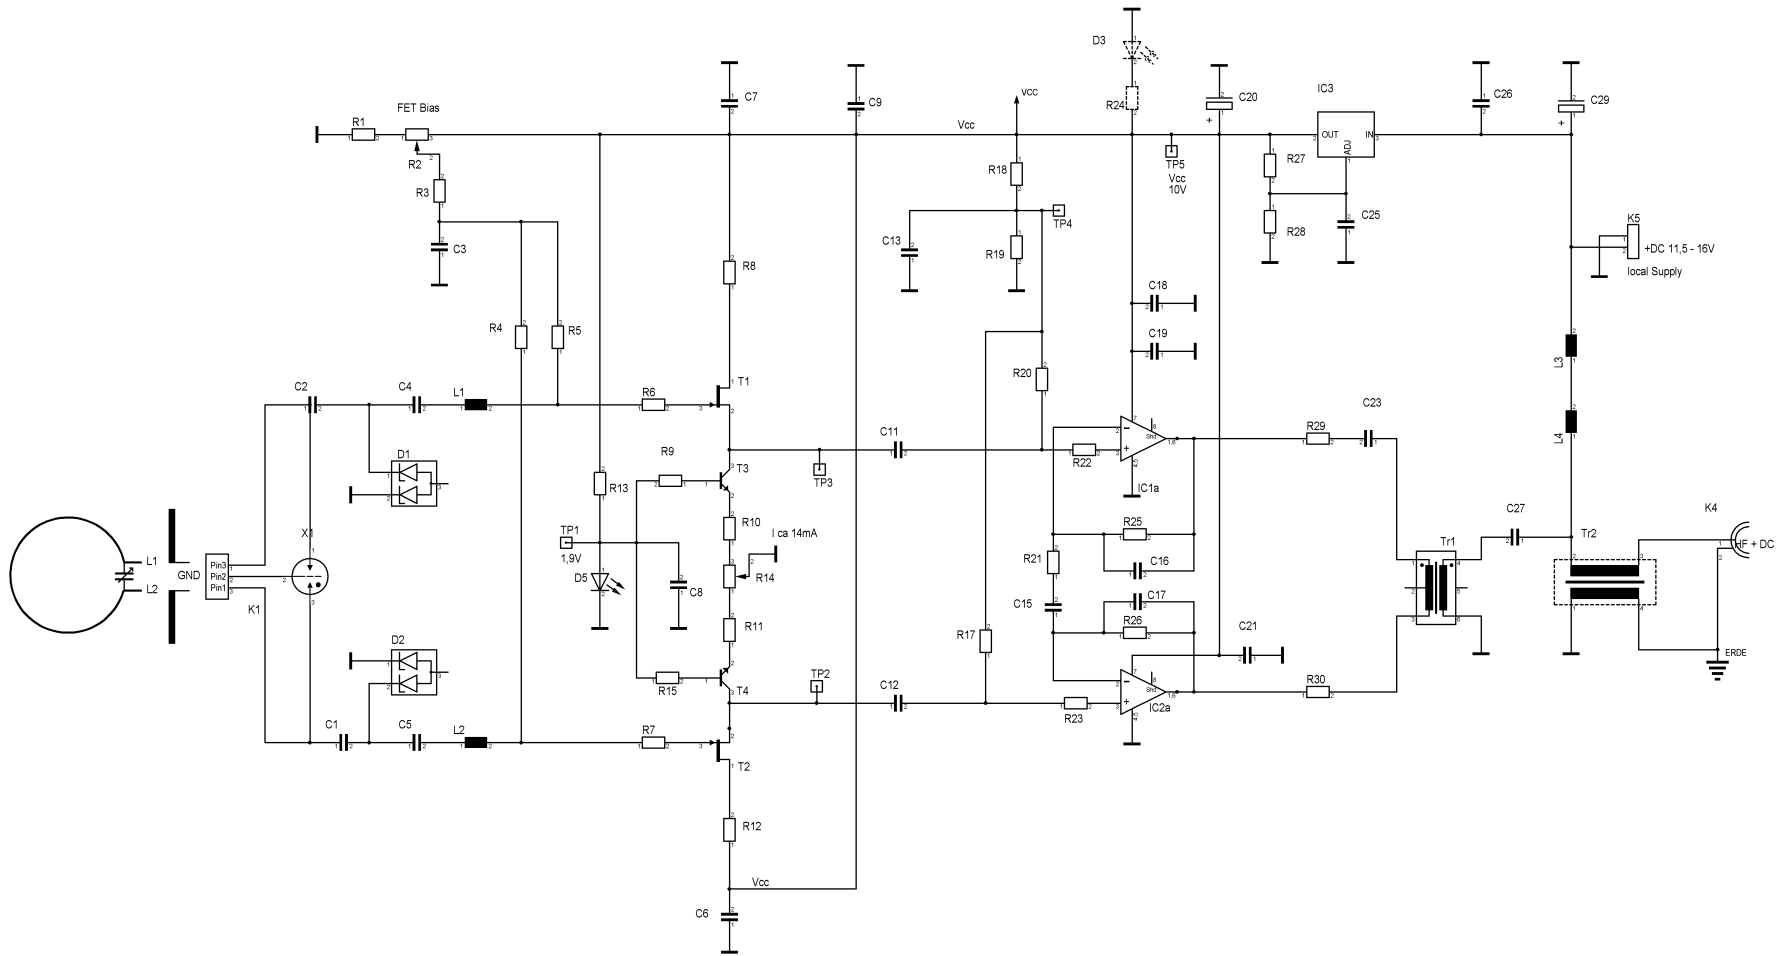 D3
R24
C7
C9
VCC
C20
IC3
C26
C29
FET Bias
R1
R2
Vcc
OUT
IN
ADJ
TP5
Vcc
10V
R27
R28
C25
R3
C3
R18
R19
C13
TP4
K5
+DC 11,5 - 16V
local Supply
R8
R4
R5
C18
C19
L3
L4
R20
C2
C4
L1
R6
T1
D1
C11
R22
Shd
IC1a
R29
C23
R9
T3
TP3
R13
R10
I ca 14mA
TP1
1,9V
D5
R14
C8
R11
R15
T4
X1
L1
GND
L2
Pin3
Pin2
Pin1
K1
R25
R21
C16
C15
C17
R26
R17
C21
Tr1
C27
Tr2
K4
HF + DC
ERDE
D2
TP2
C12
R23
Shd
IC2a
R30
C1
C5
L2
R7
T2
R12
Vcc
C6